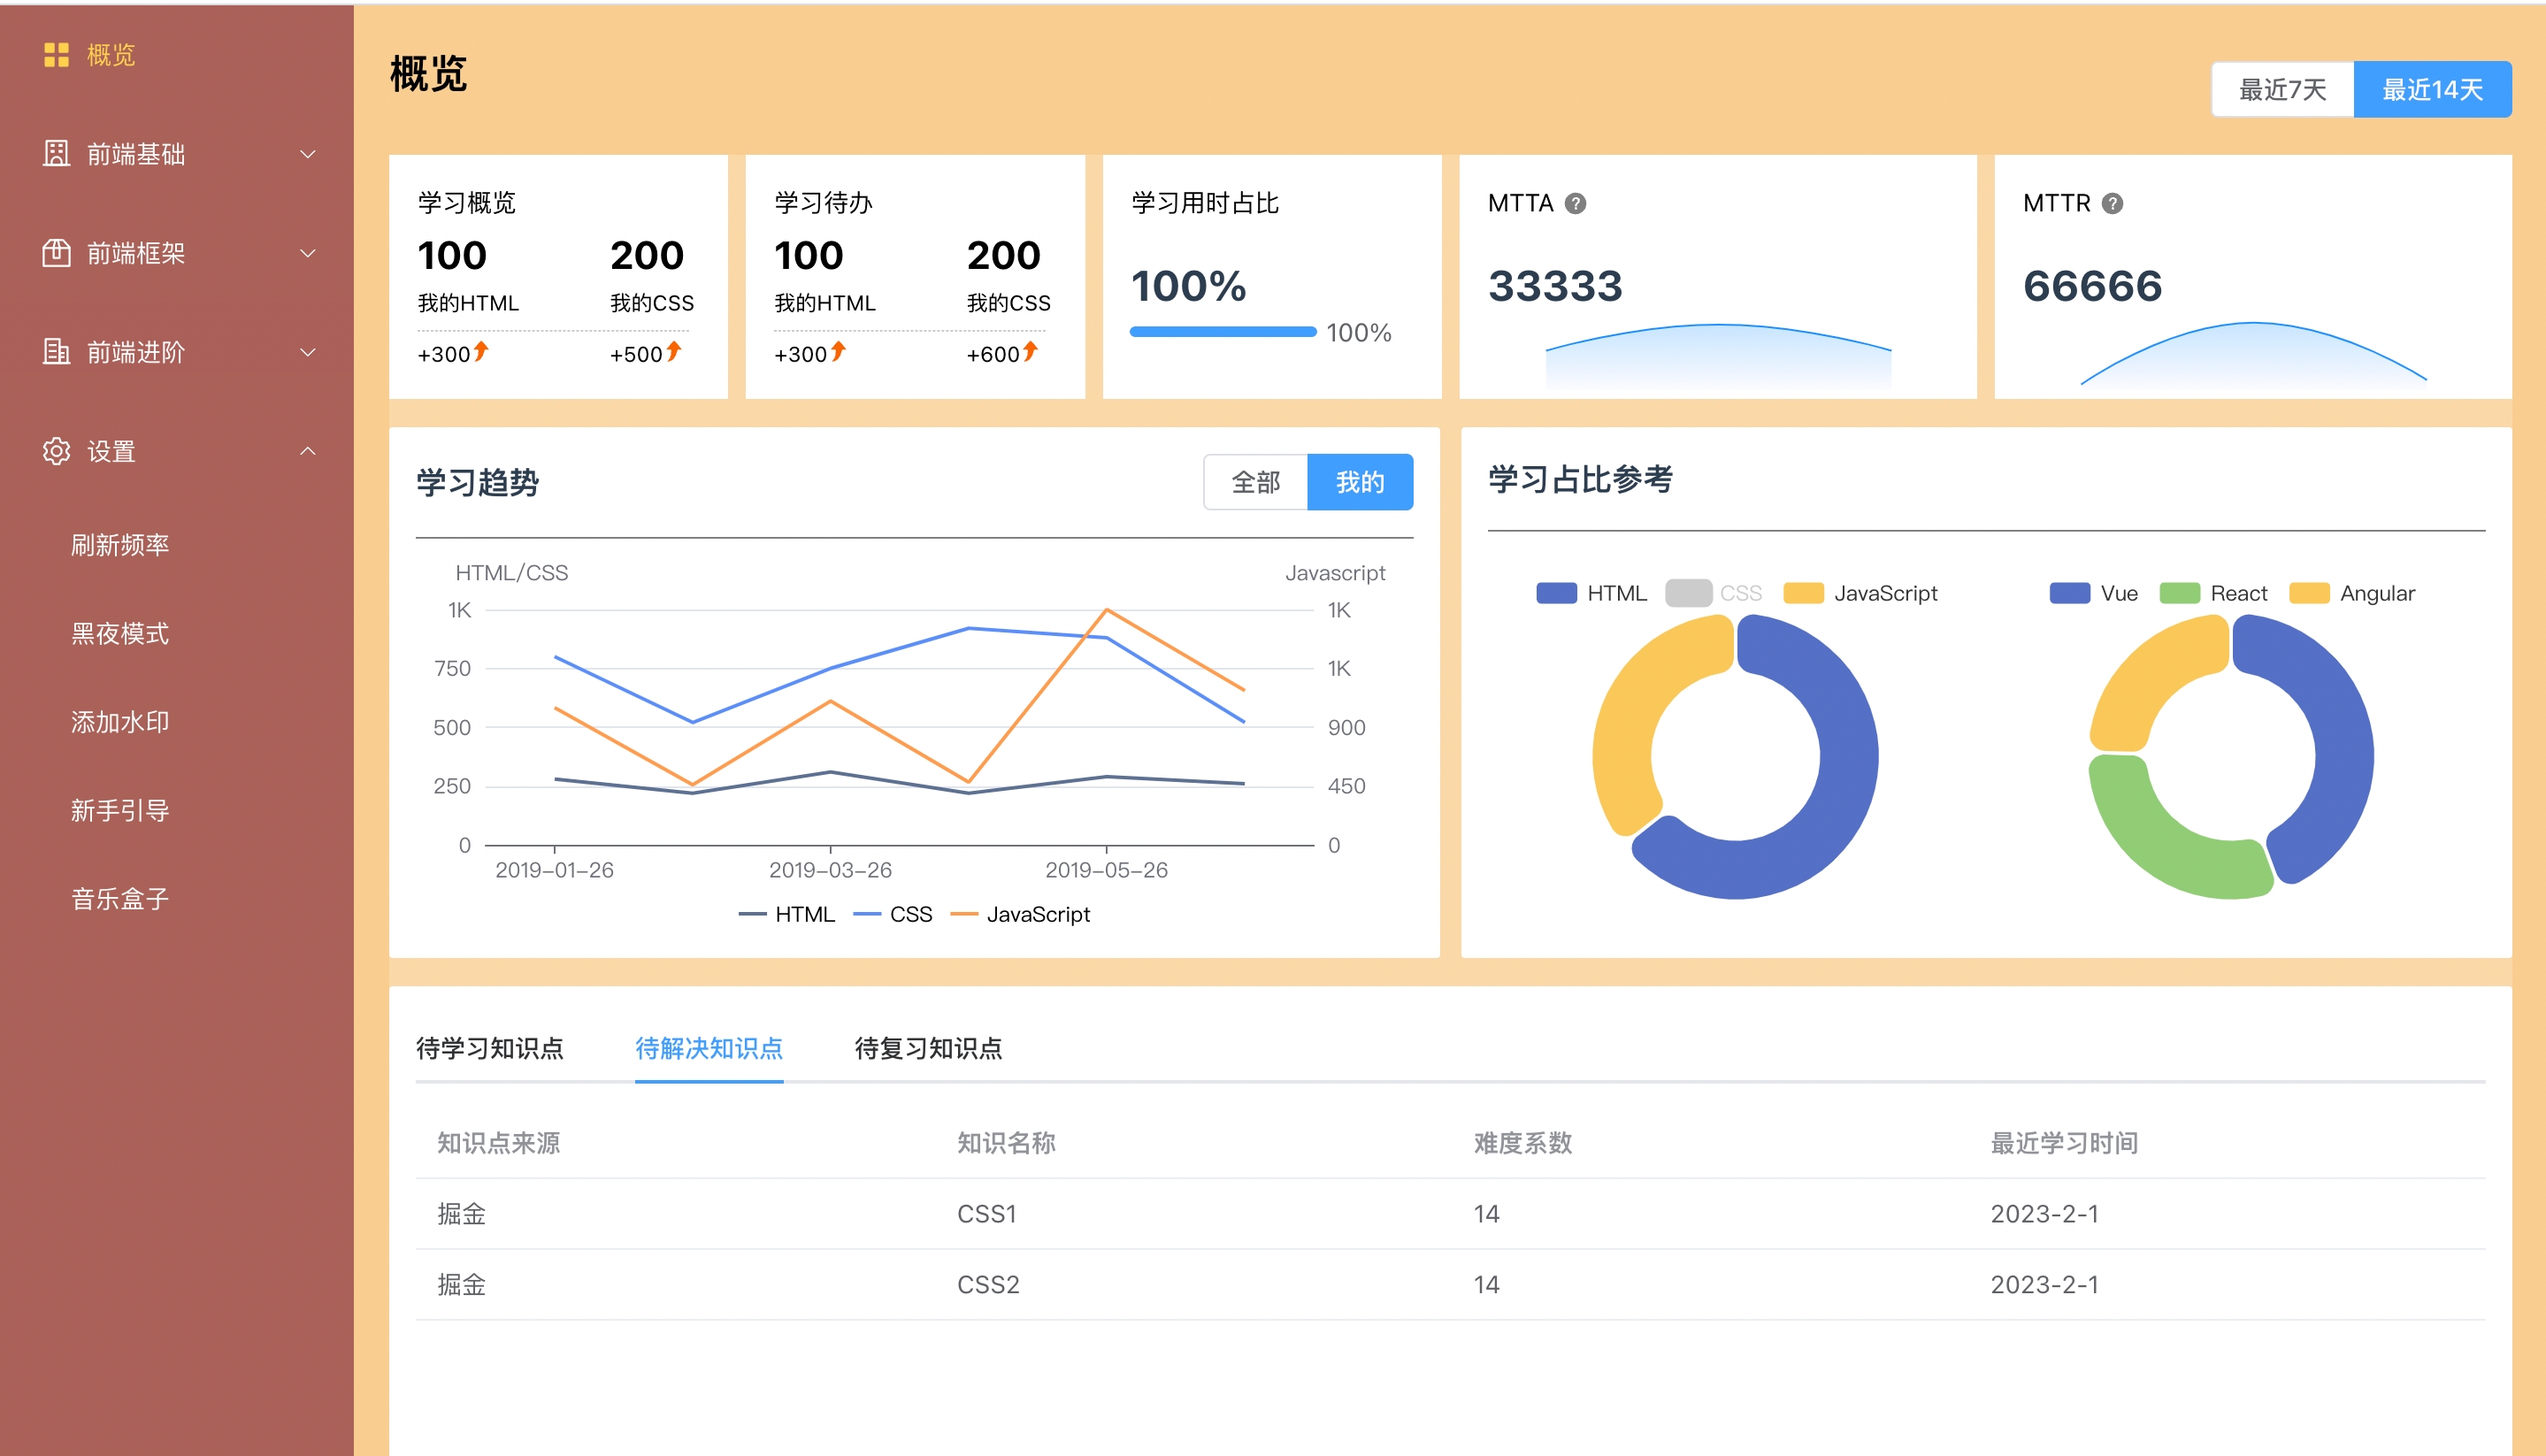 概览
前端基础
前端框架
前端进阶
设置
刷新频率
黑夜模式
添加水印
新手引导
音乐盒子
概览
最近7天 最近14天
学习概览
100 200
我的HTML 我的CSS
+300 +500
学习待办
100 200
我的HTML 我的CSS
+300 +600
学习用时占比
100%
100%
MTTA ?
33333
MTTR ?
66666
学习趋势
全部 我的
HTML/CSS Javascript
1K 1K
750 1K
500 900
250 450
0 0
2019-01-26 2019-03-26 2019-05-26
HTML CSS JavaScript
学习占比参考
HTML CSS JavaScript
Vue React Angular
待学习知识点 待解决知识点 待复习知识点
知识点来源 知识名称 难度系数 最近学习时间
掘金 CSS1 14 2023-2-1
掘金 CSS2 14 2023-2-1